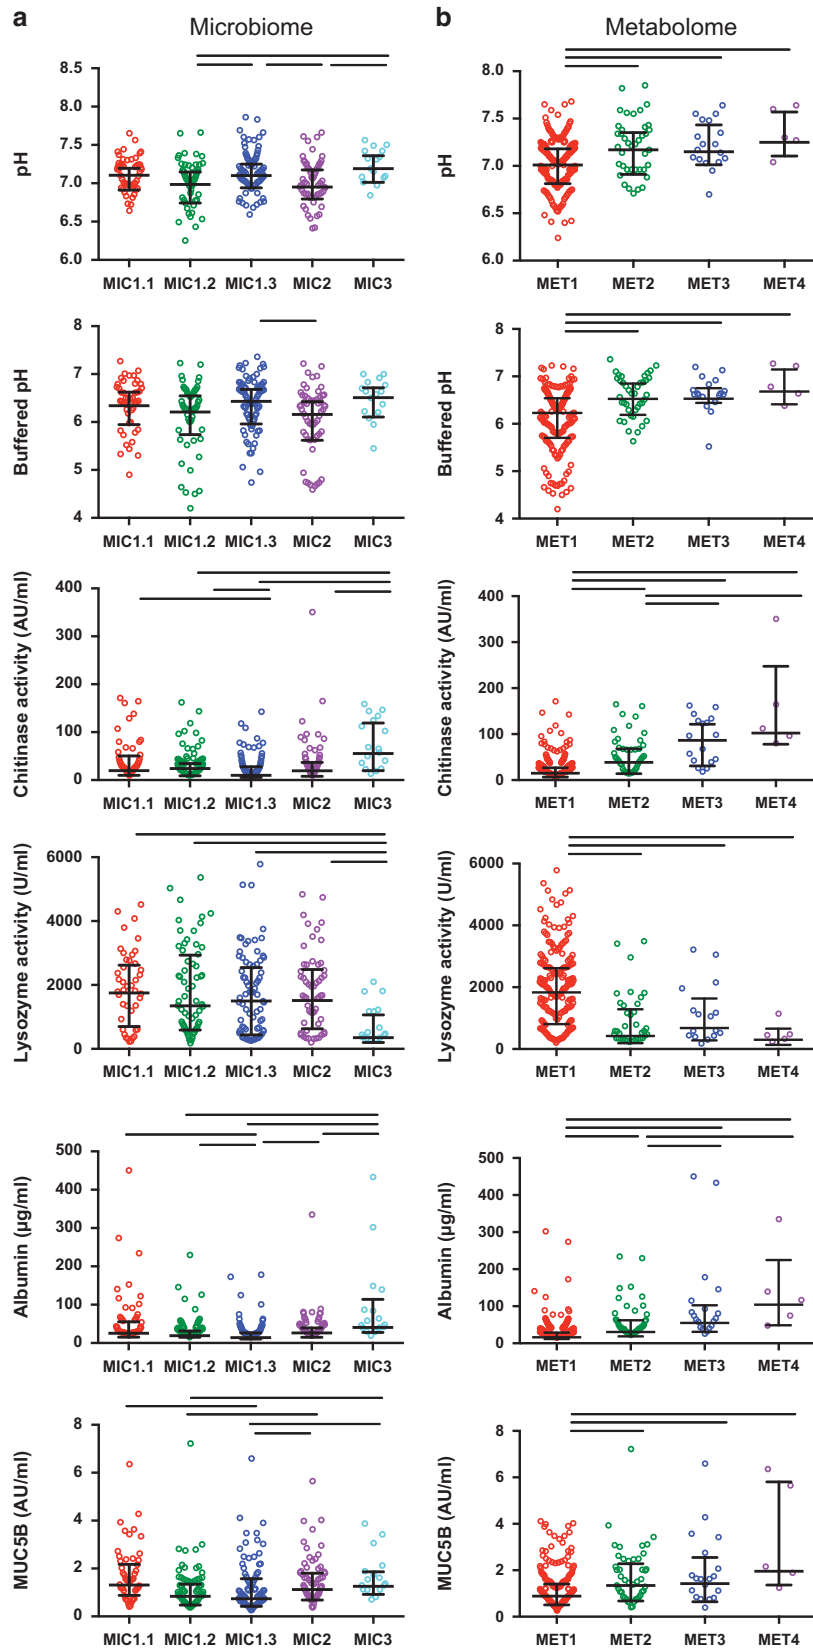 a
Microbiome
pH
8.5
8.0
7.5
7.0
6.5
6.0
MIC1.1 MIC1.2 MIC1.3 MIC2 MIC3
Buffered pH
8
7
6
5
4
MIC1.1 MIC1.2 MIC1.3 MIC2 MIC3
Chitinase activity (AU/ml)
400
300
200
100
0
MIC1.1 MIC1.2 MIC1.3 MIC2 MIC3
Lysozyme activity (U/ml)
6000
4000
2000
0
MIC1.1 MIC1.2 MIC1.3 MIC2 MIC3
Albumin (µg/ml)
500
400
300
200
100
0
MIC1.1 MIC1.2 MIC1.3 MIC2 MIC3
MUC5B (AU/ml)
8
6
4
2
0
MIC1.1 MIC1.2 MIC1.3 MIC2 MIC3
b
Metabolome
pH
8.0
7.5
7.0
6.5
6.0
MET1 MET2 MET3 MET4
Buffered pH
8
7
6
5
4
MET1 MET2 MET3 MET4
Chitinase activity (AU/ml)
400
300
200
100
0
MET1 MET2 MET3 MET4
Lysozyme activity (U/ml)
6000
4000
2000
0
MET1 MET2 MET3 MET4
Albumin (µg/ml)
500
400
300
200
100
0
MET1 MET2 MET3 MET4
MUC5B (AU/ml)
8
6
4
2
0
MET1 MET2 MET3 MET4